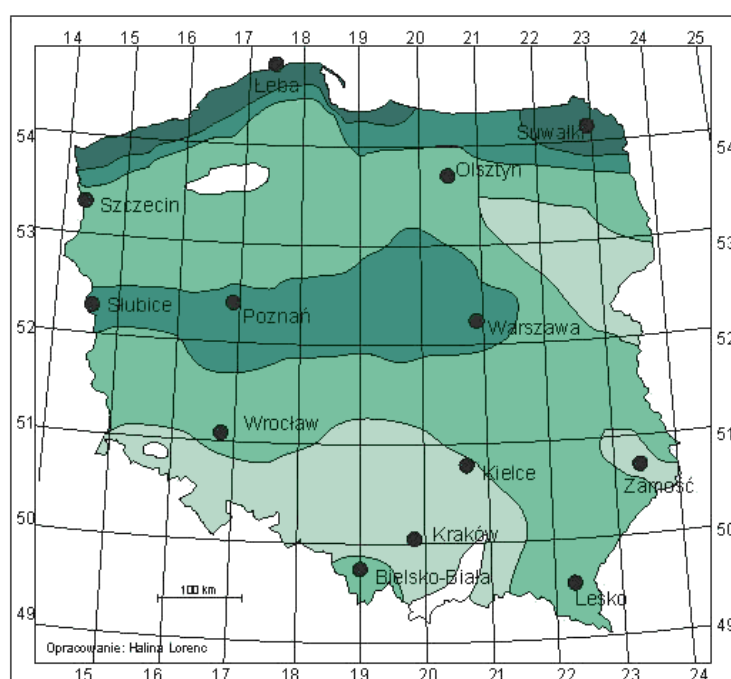 14 15 16 17 18 19 20 21 22 23 24 25
Łeba
54
Suwałki
54
Olsztyn
Szczecin
53
53
Słubice
Poznań
Warszawa
52
52
51
Wrocław
51
Kielce
Zamość
50
Kraków
50
Bielsko-Biała
100 km
Lesko
49
49
Opracowanie: Halina Lorenc
15 16 17 18 19 20 21 22 23 24